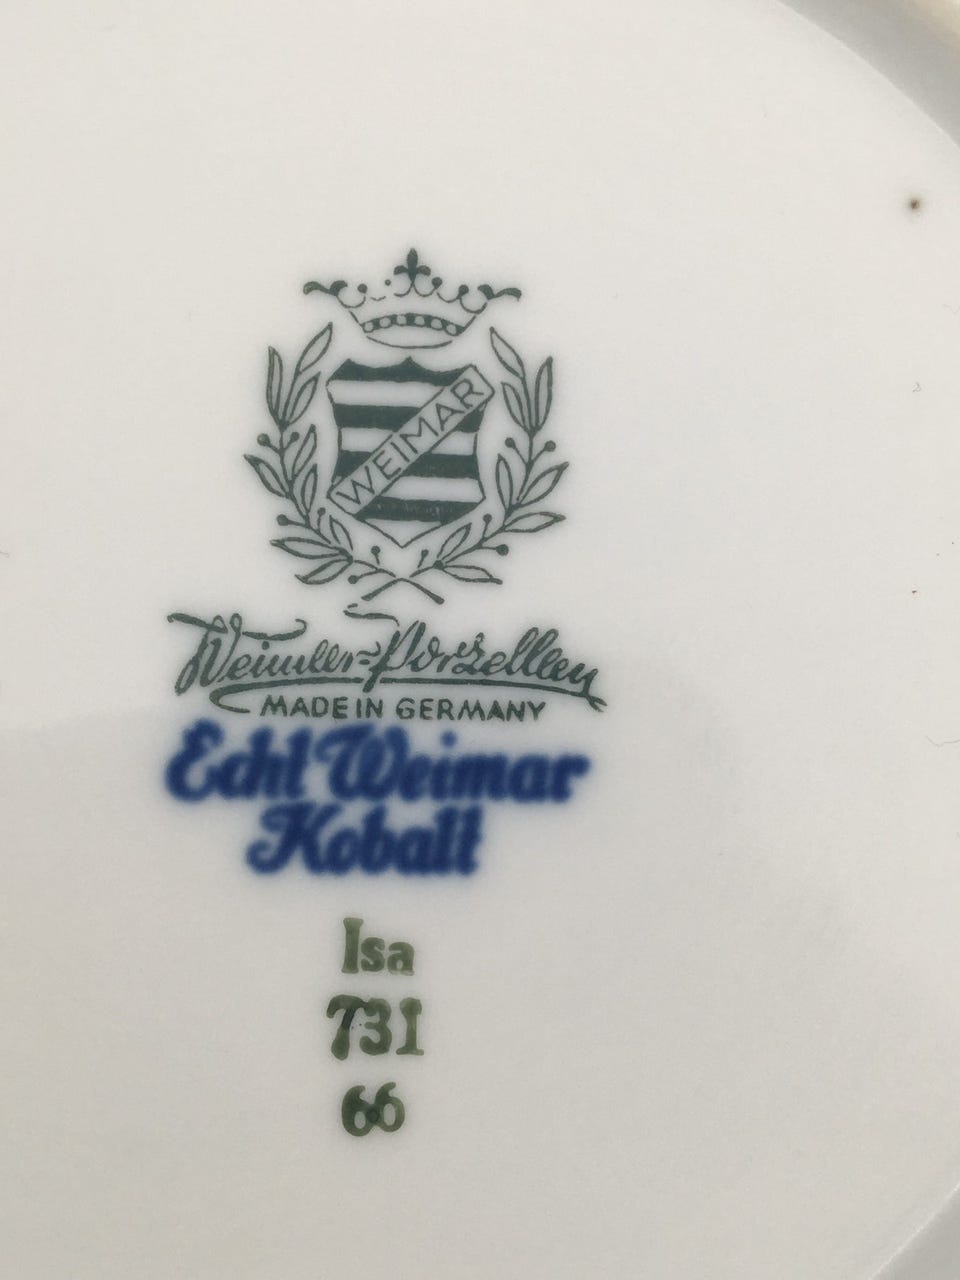 WEIMAR
Weimar-Porzellan
MADE IN GERMANY
Echt Weimar
Kobalt
Isa
731
66